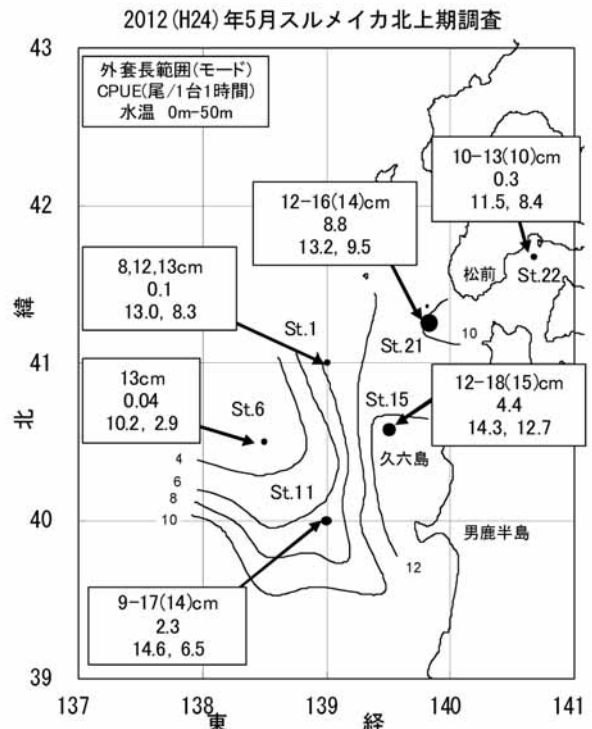 2012(H24)年5月スルメイカ北上期調査
43
外套長範囲(モード)
CPUE(尾/1台1時間)
水温 0m-50m
10-13(10)cm
0.3
11.5, 8.4
42
12-16(14)cm
8.8
13.2, 9.5
松前
St.22
8,12,13cm
0.1
13.0, 8.3
緯
St.1
St.21
10
41
13cm
0.04
10.2, 2.9
St.6
St.15
12-18(15)cm
4.4
14.3, 12.7
北
久六島
4
6
St.11
8
10
40
男鹿半島
12
9-17(14)cm
2.3
14.6, 6.5
39
137
138
139
140
141
東
経